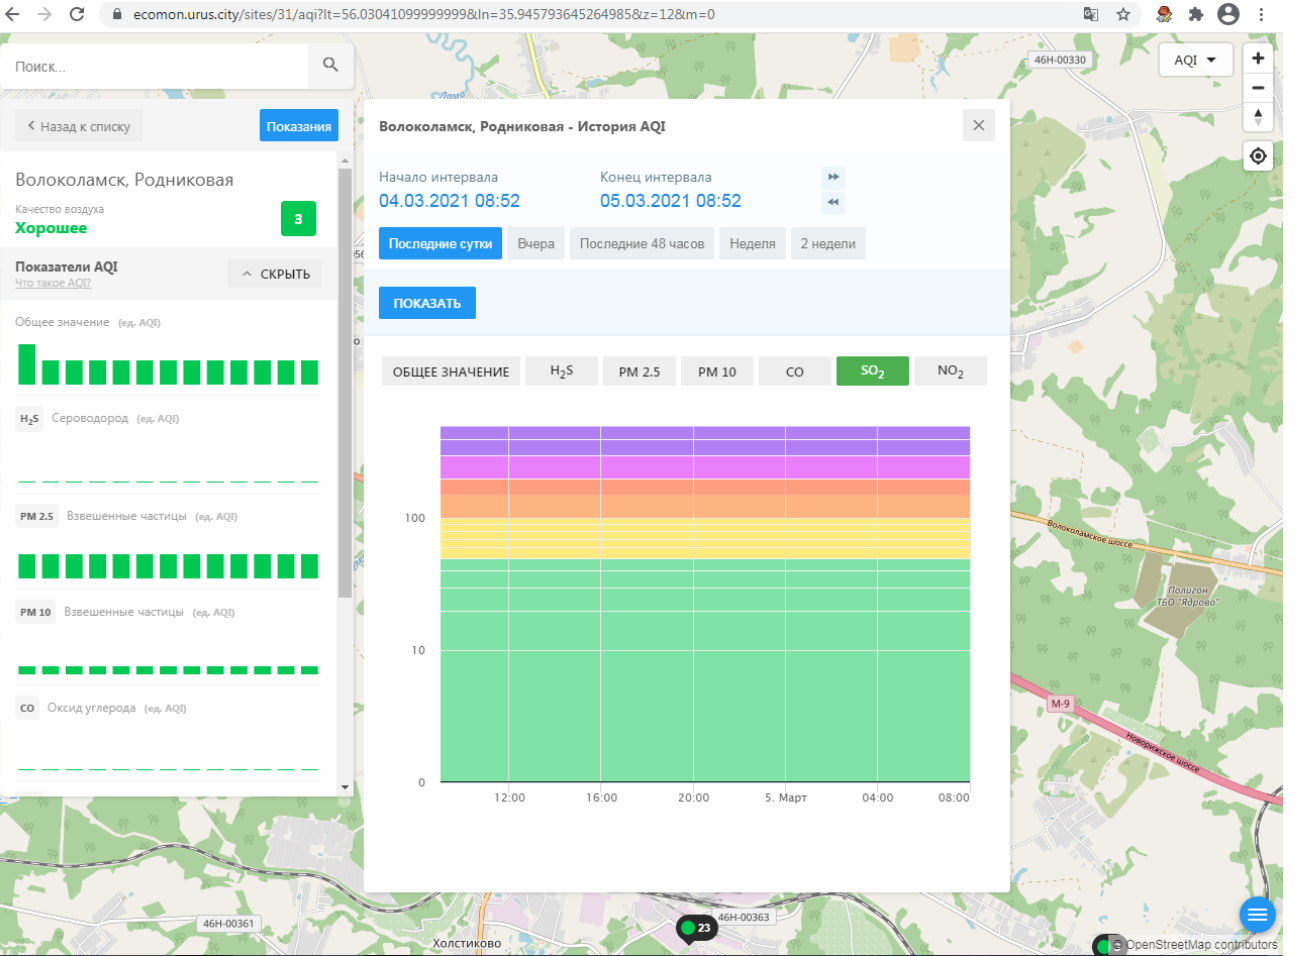 ecomon.urus.city/sites/31/aqi?lt=56.03041099999999&ln=35.945793645264985&z=12&m=0
Поиск...
46Н-00330
AQI
Назад к списку
Показания
Волоколамск, Родниковая
Качество воздуха
Хорошее
3
Показатели AQI
Что такое AQI?
СКРЫТЬ
Общее значение (ед. AQI)
H2S Сероводород (ед. AQI)
PM 2.5 Взвешенные частицы (ед. AQI)
PM 10 Взвешенные частицы (ед. AQI)
CO Оксид углерода (ед. AQI)
Волоколамск, Родниковая - История AQI
Начало интервала
04.03.2021 08:52
Конец интервала
05.03.2021 08:52
Последние сутки
Вчера
Последние 48 часов
Неделя
2 недели
ПОКАЗАТЬ
ОБЩЕЕ ЗНАЧЕНИЕ
H2S
PM 2.5
PM 10
CO
SO2
NO2
100
10
0
12:00
16:00
20:00
5. Март
04:00
08:00
Волоколамское шоссе
Полигон
ТБО "Ядрово"
М-9
Новорижское шоссе
46Н-00361
Холстиково
23
46Н-00363
© OpenStreetMap contributors